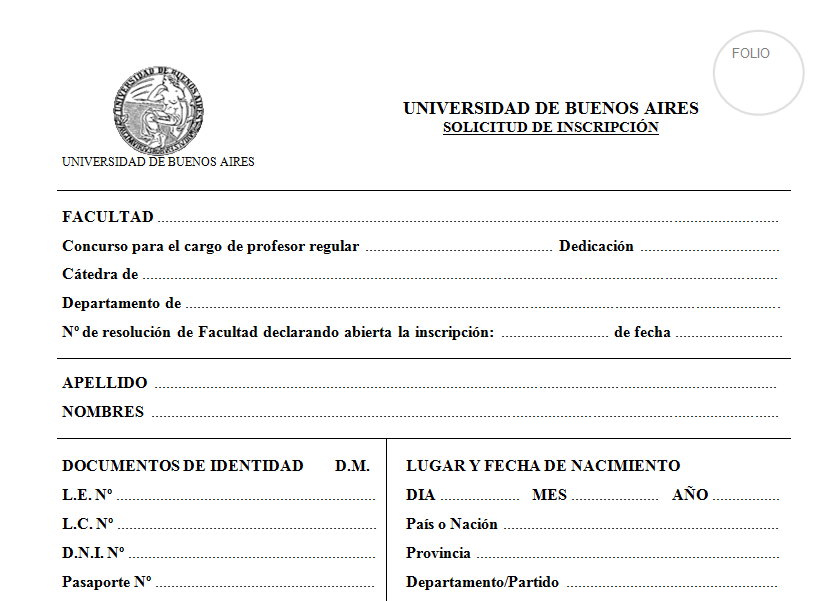 FOLIO
UNIVERSIDAD DE BUENOS AIRES
SOLICITUD DE INSCRIPCIÓN
UNIVERSIDAD DE BUENOS AIRES
FACULTAD ................................................................
Concurso para el cargo de profesor regular ................................ Dedicación ................................
Cátedra de ................................................................
Departamento de ................................................................
Nº de resolución de Facultad declarando abierta la inscripción: ........................ de fecha ........................
APELLIDO ................................................................
NOMBRES ................................................................
DOCUMENTOS DE IDENTIDAD D.M.
L.E. Nº ................................
L.C. Nº ................................
D.N.I. Nº ................................
Pasaporte Nº ................................
LUGAR Y FECHA DE NACIMIENTO
DIA .................. MES .................. AÑO ..................
País o Nación ................................
Provincia ................................
Departamento/Partido ................................